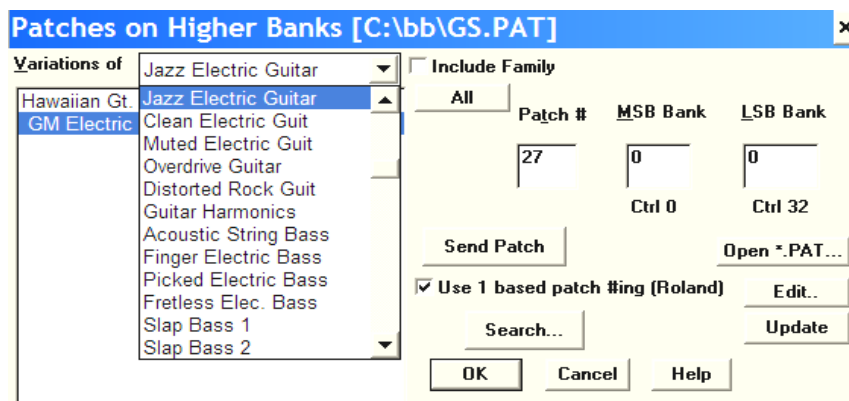 Patches on Higher Banks [C:\bb\GS.PAT]
Variations of
Jazz Electric Guitar
Include Family
Hawaiian Gt.
GM Electric
Jazz Electric Guitar
Clean Electric Guit
Muted Electric Guit
Overdrive Guitar
Distorted Rock Guit
Guitar Harmonics
Acoustic String Bass
Finger Electric Bass
Picked Electric Bass
Fretless Elec. Bass
Slap Bass 1
Slap Bass 2
All
Patch # MSB Bank LSB Bank
27 0 0
Ctrl 0 Ctrl 32
Send Patch
Open *.PAT...
Use 1 based patch #ing (Roland)
Edit..
Search...
Update
OK Cancel Help